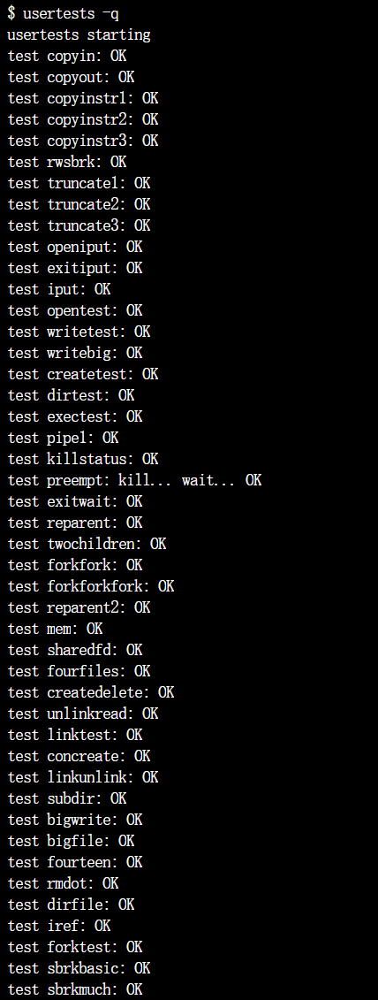 $ usertests -q
usertests starting
test copyin: OK
test copyout: OK
test copyinstr1: OK
test copyinstr2: OK
test copyinstr3: OK
test rwsbrk: OK
test truncate1: OK
test truncate2: OK
test truncate3: OK
test openiput: OK
test exitiput: OK
test iput: OK
test opentest: OK
test writetest: OK
test writebig: OK
test createtest: OK
test dirtest: OK
test exectest: OK
test pipe1: OK
test killstatus: OK
test preempt: kill... wait... OK
test exitwait: OK
test reparent: OK
test twochildren: OK
test forkfork: OK
test forkforkfork: OK
test reparent2: OK
test mem: OK
test sharedfd: OK
test fourfiles: OK
test createdelete: OK
test unlinkread: OK
test linktest: OK
test concreate: OK
test linkunlink: OK
test subdir: OK
test bigwrite: OK
test bigfile: OK
test fourteen: OK
test rmdot: OK
test dirfile: OK
test iref: OK
test forktest: OK
test sbrkbasic: OK
test sbrkmuch: OK